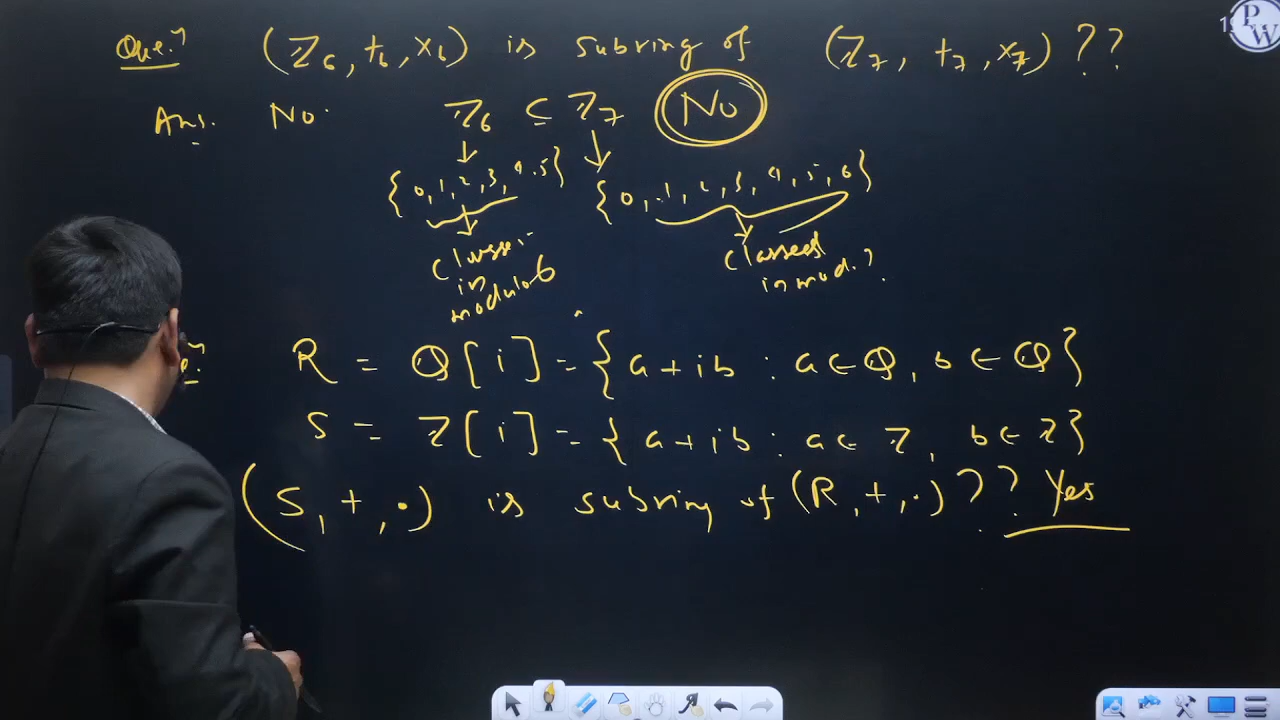 PW
Que.? (ℤ₆, +₆, ×₆) is subring of (ℤ₇, +₇, ×₇) ??
Ans. No. ℤ₆ ⊆ ℤ₇ No
{0,1,2,3,4.5} {0,1,2,3,4,5,6}
classes in modulo 6
classes in mod.7.
R = Q[i] = {a+ib : a∈Q, b∈Q}
S = Z[i] = {a+ib : a∈Z, b∈Z}
(S, +, ·) is subring of (R, +, ·) ?? Yes